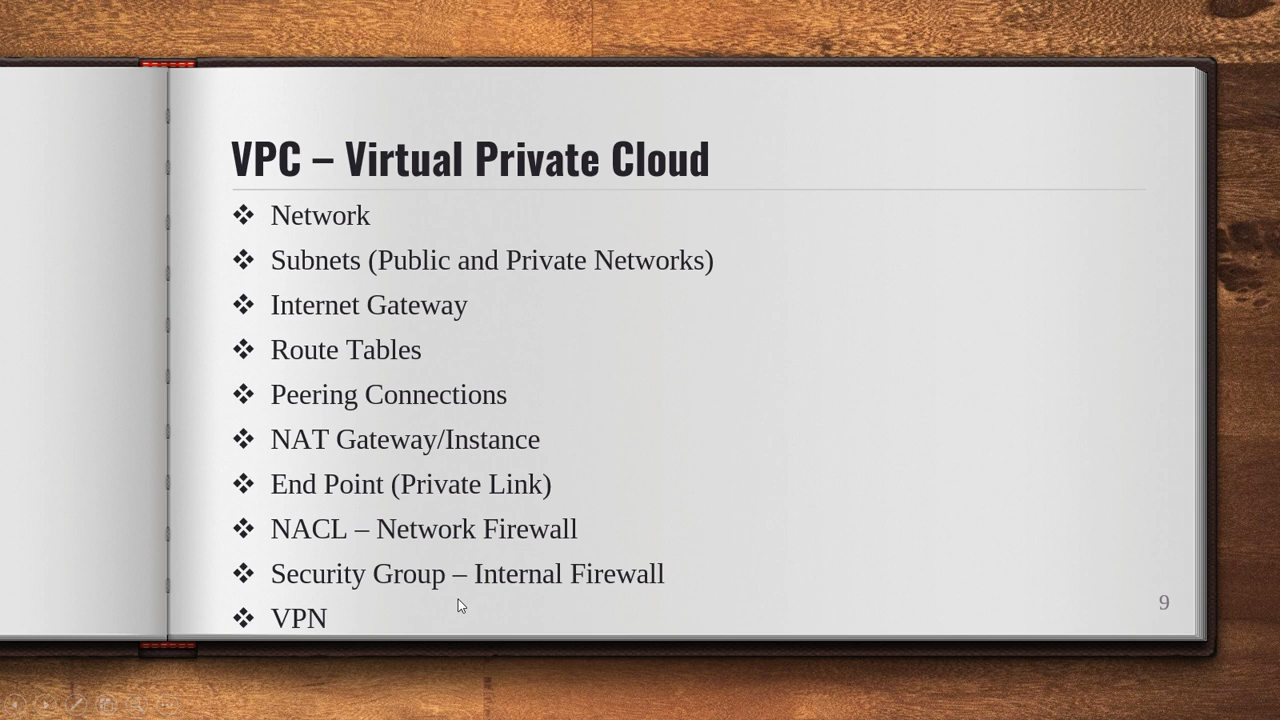 VPC – Virtual Private Cloud
❖ Network
❖ Subnets (Public and Private Networks)
❖ Internet Gateway
❖ Route Tables
❖ Peering Connections
❖ NAT Gateway/Instance
❖ End Point (Private Link)
❖ NACL – Network Firewall
❖ Security Group – Internal Firewall
❖ VPN
9